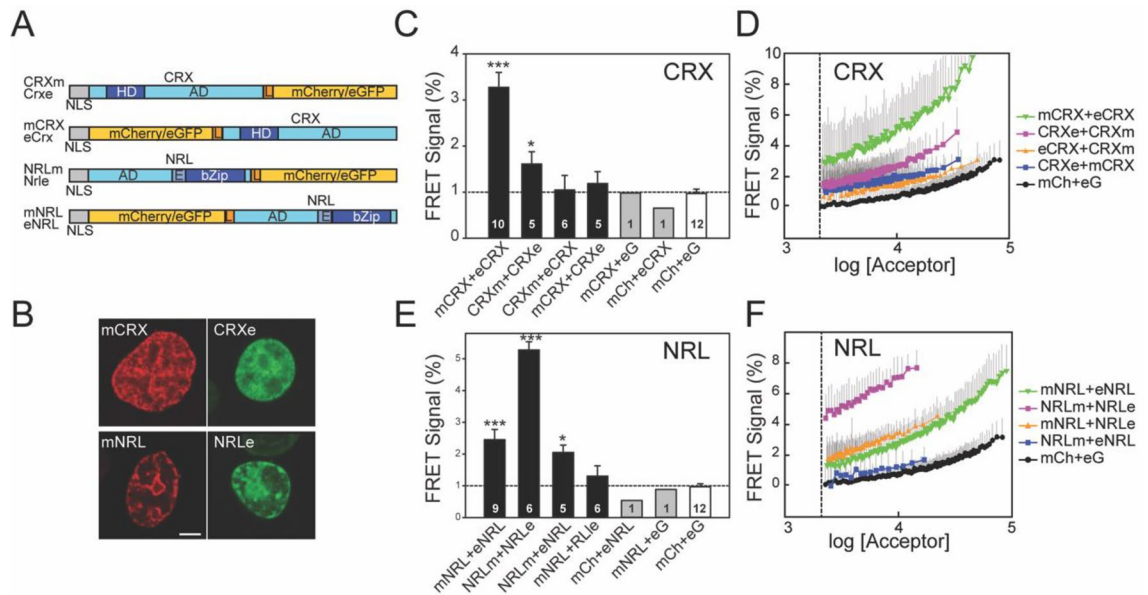 A
CRXm
Crxe
CRX
HD
AD
L
mCherry/eGFP
NLS
mCRX
eCrx
CRX
mCherry/eGFP
L
HD
AD
NLS
NRLm
Nrle
NRL
AD
E
bZip
L
mCherry/eGFP
NLS
mNRL
eNRL
NRL
mCherry/eGFP
L
AD
E
bZip
NLS
B
mCRX
CRXe
mNRL
NRLe
C
CRX
FRET Signal (%)
4
3
2
1
0
***
*
10
5
6
5
1
1
12
mCRX+eCRX
CRXm+CRXe
CRXm+eCRX
mCRX+CRXe
mCRX+eG
mCh+eCRX
mCh+eG
D
CRX
FRET Signal (%)
10
8
6
4
2
0
3
4
5
log [Acceptor]
mCRX+eCRX
CRXe+CRXm
eCRX+CRXm
CRXe+mCRX
mCh+eG
E
NRL
FRET Signal (%)
5
4
3
2
1
0
***
***
*
9
6
5
6
1
1
12
mNRL+eNRL
NRLm+NRLe
NRLm+eNRL
mNRL+RLle
mCh+eNRL
mNRL+eG
mCh+eG
F
NRL
FRET Signal (%)
8
6
4
2
0
3
4
5
log [Acceptor]
mNRL+eNRL
NRLm+NRLe
mNRL+NRLe
NRLm+eNRL
mCh+eG